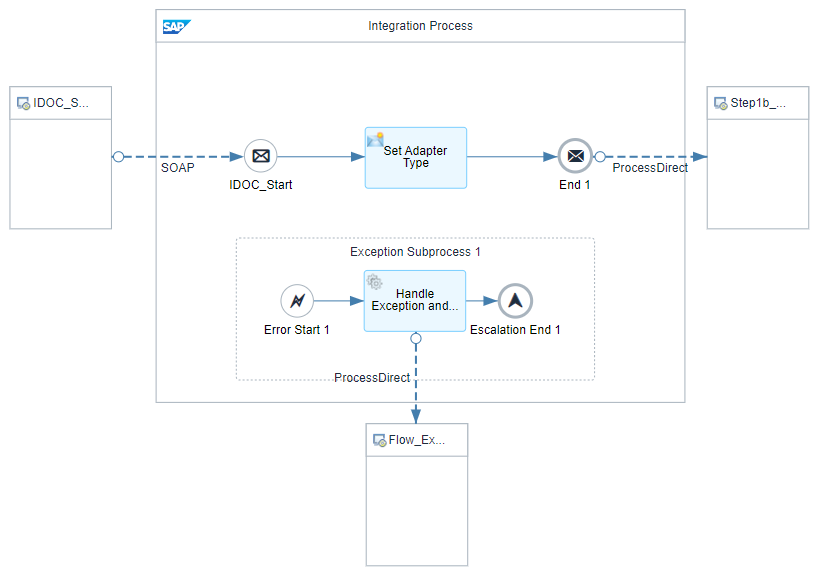 SAP
Integration Process
IDOC_S...
Step1b_...
Set Adapter
Type
SOAP
ProcessDirect
IDOC_Start
End 1
Exception Subprocess 1
Handle
Exception and...
Error Start 1
Escalation End 1
ProcessDirect
Flow_Ex...